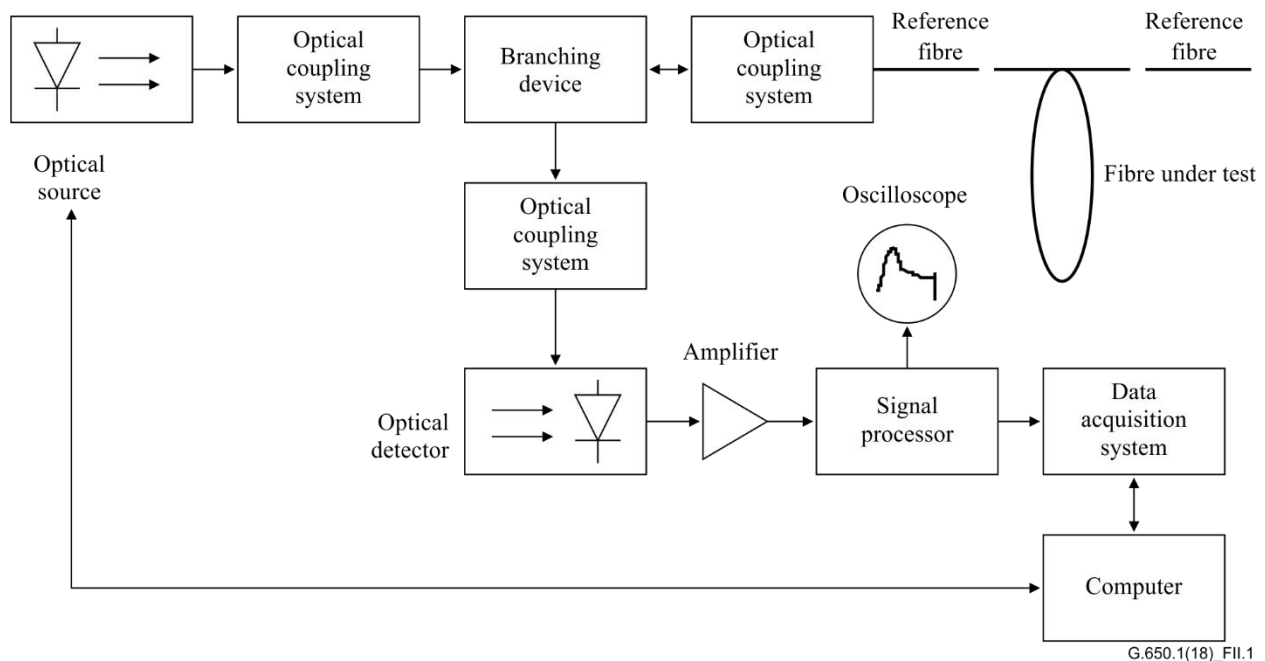 Optical
coupling
system
Branching
device
Optical
coupling
system
Reference
fibre
Reference
fibre
Optical
source
Optical
coupling
system
Oscilloscope
Fibre under test
Optical
detector
Amplifier
Signal
processor
Data
acquisition
system
Computer
G.650.1(18)_FII.1